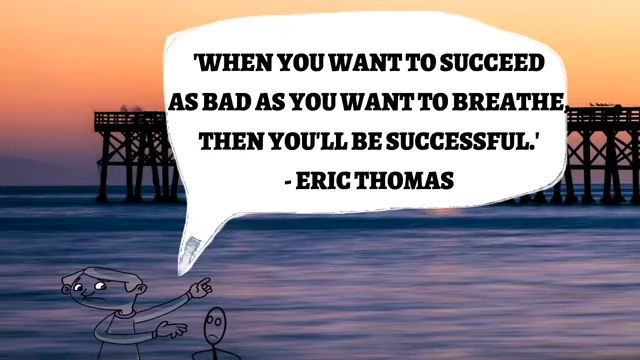 'WHEN YOU WANT TO SUCCEED
AS BAD AS YOU WANT TO BREATHE,
THEN YOU'LL BE SUCCESSFUL.'
- ERIC THOMAS